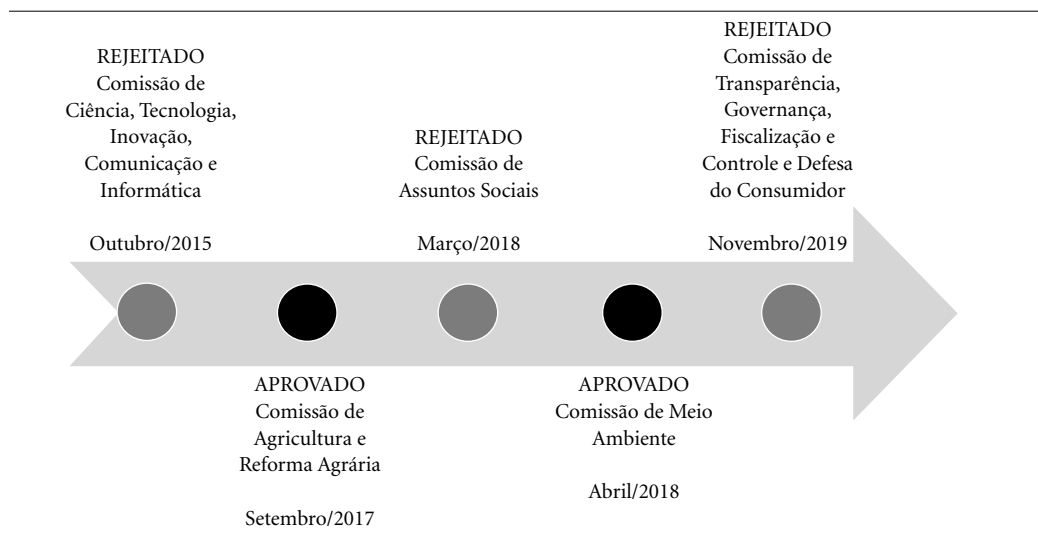 REJEITADO
Comissão de
Ciência, Tecnologia,
Inovação,
Comunicação e
Informática
Outubro/2015
APROVADO
Comissão de
Agricultura e
Reforma Agrária
Setembro/2017
REJEITADO
Comissão de
Assuntos Sociais
Março/2018
APROVADO
Comissão de Meio
Ambiente
Abril/2018
REJEITADO
Comissão de
Transparência,
Governança,
Fiscalização e
Controle e Defesa
do Consumidor
Novembro/2019